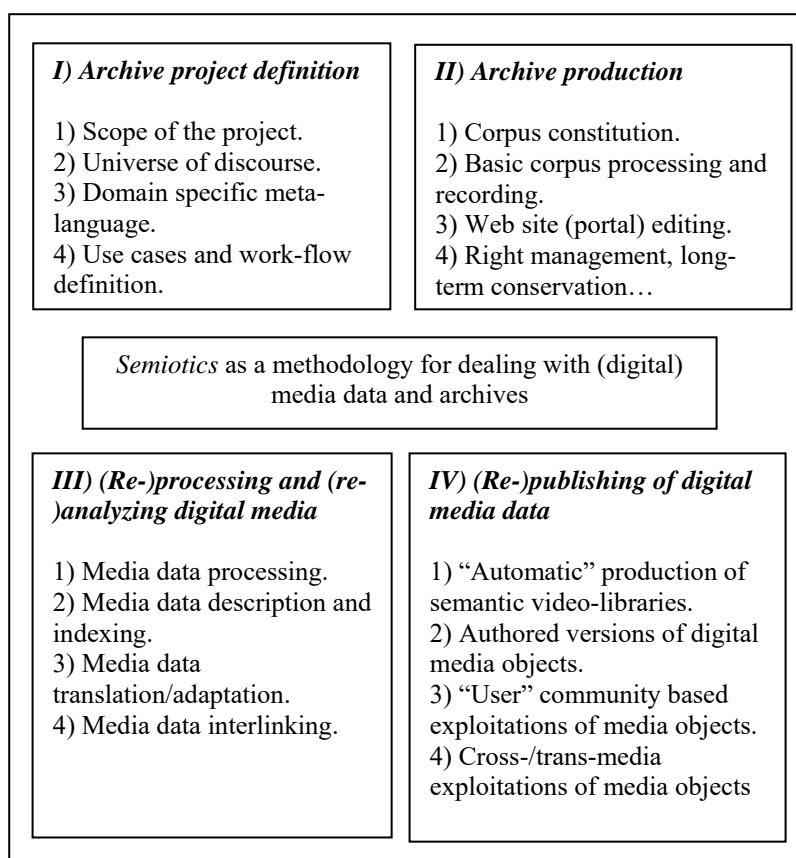 I) Archive project definition
1) Scope of the project.
2) Universe of discourse.
3) Domain specific meta-
language.
4) Use cases and work-flow
definition.
II) Archive production
1) Corpus constitution.
2) Basic corpus processing and
recording.
3) Web site (portal) editing.
4) Right management, long-
term conservation…
Semiotics as a methodology for dealing with (digital)
media data and archives
III) (Re-)processing and (re-
)analyzing digital media
1) Media data processing.
2) Media data description and
indexing.
3) Media data
translation/adaptation.
4) Media data interlinking.
IV) (Re-)publishing of digital
media data
1) “Automatic” production of
semantic video-libraries.
2) Authored versions of digital
media objects.
3) “User” community based
exploitations of media objects.
4) Cross-/trans-media
exploitations of media objects